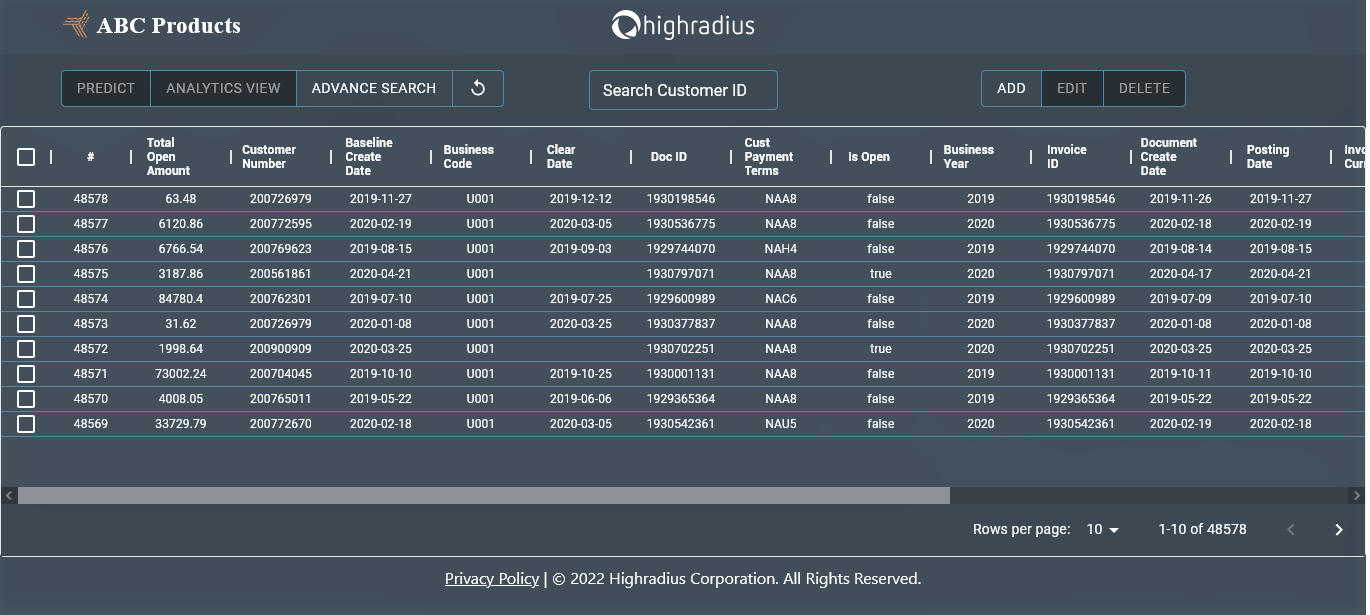 ABC Products
highradius
PREDICT ANALYTICS VIEW ADVANCE SEARCH Search Customer ID ADD EDIT DELETE
# Total Open Amount Customer Number Baseline Create Date Business Code Clear Date Doc ID Cust Payment Terms Is Open Business Year Invoice ID Document Create Date Posting Date
48578 63.48 200726979 2019-11-27 U001 2019-12-12 1930198546 NAA8 false 2019 1930198546 2019-11-26 2019-11-27
48577 6120.86 200772595 2020-02-19 U001 2020-03-05 1930536775 NAA8 false 2020 1930536775 2020-02-18 2020-02-19
48576 6766.54 200769623 2019-08-15 U001 2019-09-03 1929744070 NAH4 false 2019 1929744070 2019-08-14 2019-08-15
48575 3187.86 200561861 2020-04-21 U001 1930797071 NAA8 true 2020 1930797071 2020-04-17 2020-04-21
48574 84780.4 200762301 2019-07-10 U001 2019-07-25 1929600989 NAC6 false 2019 1929600989 2019-07-09 2019-07-10
48573 31.62 200726979 2020-01-08 U001 2020-03-25 1930377837 NAA8 false 2020 1930377837 2020-01-08 2020-01-08
48572 1998.64 200900909 2020-03-25 U001 1930702251 NAA8 true 2020 1930702251 2020-03-25 2020-03-25
48571 73002.24 200704045 2019-10-10 U001 2019-10-25 1930001131 NAA8 false 2019 1930001131 2019-10-11 2019-10-10
48570 4008.05 200765011 2019-05-22 U001 2019-06-06 1929365364 NAA8 false 2019 1929365364 2019-05-22 2019-05-22
48569 33729.79 200772670 2020-02-18 U001 2020-03-05 1930542361 NAU5 false 2020 1930542361 2020-02-19 2020-02-18
Rows per page: 10 1-10 of 48578
Privacy Policy | © 2022 Highradius Corporation. All Rights Reserved.